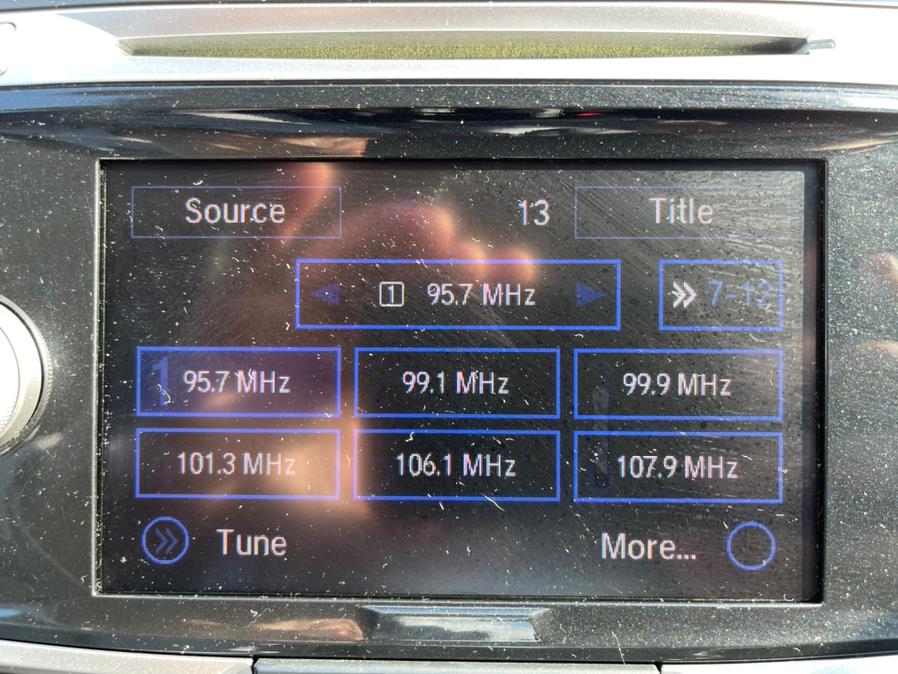 Source 13 Title
1 95.7 MHz 7-12
1 95.7 MHz 99.1 MHz 99.9 MHz
101.3 MHz 106.1 MHz 107.9 MHz
Tune More...